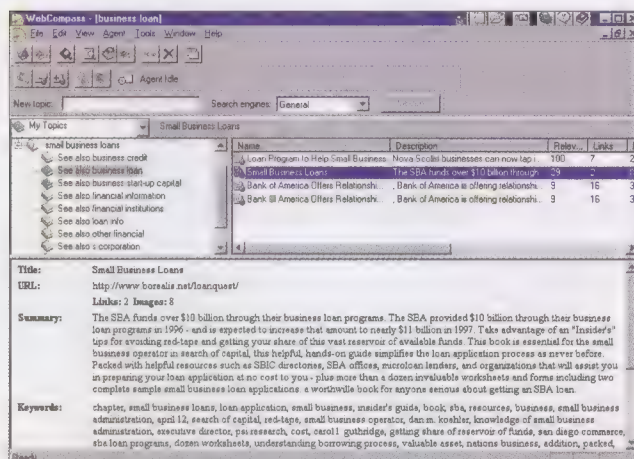 WebCompass - [business loan]
File Edit View Agent Tools Window Help
Agent Idle
New topic: Search engines: General
My Topics Small Business Loans
small business loans
See also business credit
See also business loan
See also business start-up capital
See also financial information
See also financial institutions
See also loan info
See also other financial
See also s corporation
Name Description Relev... Links
Loan Program to Help Small Business Nova Scotia businesses can now tap i 100 7 2
Small Business Loans The SBA funds over $10 billion through
Bank of America Offers Relationshi... , Bank of America is offering relationshi... 9 16 3
Bank of America Offers Relationshi... , Bank of America is offering relationshi... 9 16 3
Title: Small Business Loans
URL: http://www.borealis.net/loanquest/
Links: 2 Images: 8
Summary: The SBA funds over $10 billion through their business loan programs. The SBA provided $10 billion through their business
loan programs in 1996 - and is expected to increase that amount to nearly $11 billion in 1997. Take advantage of an "Insider's"
tips for avoiding red-tape and getting your share of this vast reservoir of available funds. This book is essential for the small
business operator in search of capital, this helpful, hands-on guide simplifies the loan application process as never before.
Packed with helpful resources such as SBIC directories, SBA offices, microloan lenders, and organizations that will assist you
in preparing your loan application at no cost to you - plus more than a dozen invaluable worksheets and forms including two
complete sample small business loan applications. a worthwile book for anyone serious about getting an SBA loan.
Keywords: chapter, small business loans, loan application, small business, insider's guide, book, sba, resources, business, small business
administration, april 12, search of capital, red-tape, small business operator, dan m. koehler, knowledge of small business
administration, executive director, psi research, cost, carol l guthridge, getting share of reservoir of funds, san diego commerce,
sba loan programs, dozen worksheets, understanding borrowing process, valuable asset, nations business, addition, packed,
Ready